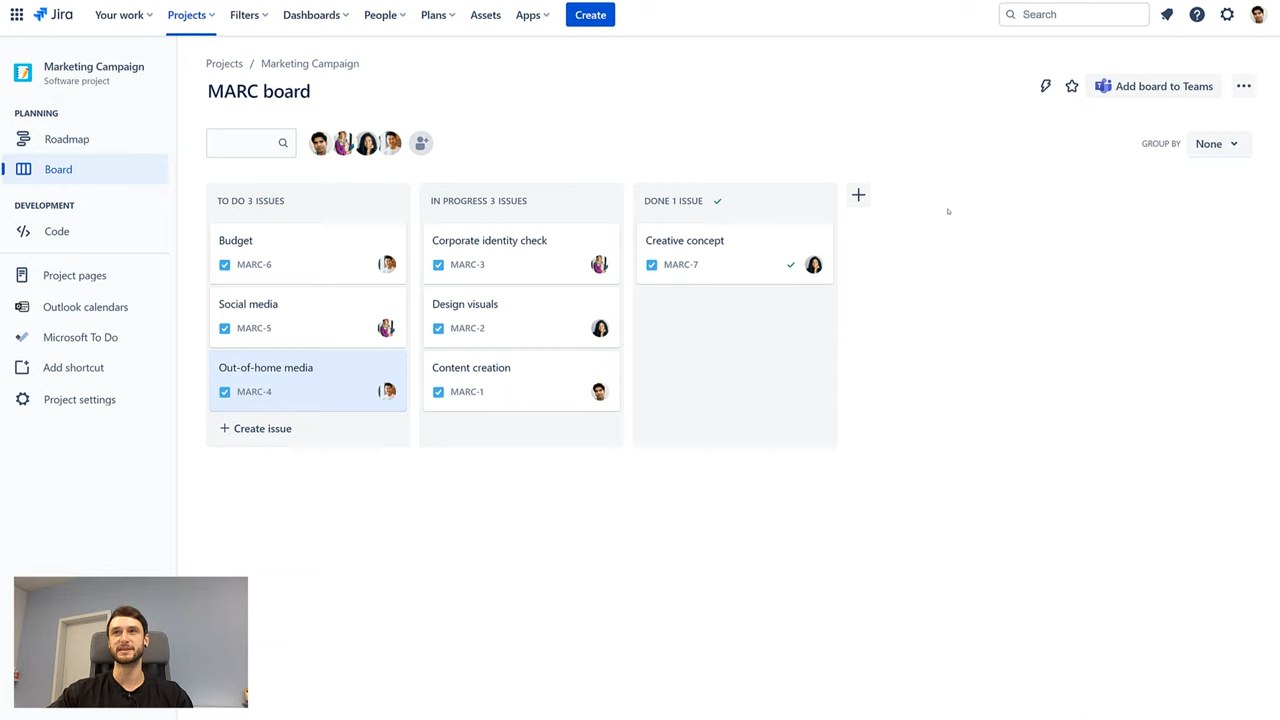 Jira
Your work
Projects
Filters
Dashboards
People
Plans
Assets
Apps
Create
Search
Marketing Campaign
Software project
PLANNING
Roadmap
Board
DEVELOPMENT
Code
Project pages
Outlook calendars
Microsoft To Do
Add shortcut
Project settings
Projects / Marketing Campaign
MARC board
Add board to Teams
GROUP BY None
TO DO 3 ISSUES
Budget
MARC-6
Social media
MARC-5
Out-of-home media
MARC-4
+ Create issue
IN PROGRESS 3 ISSUES
Corporate identity check
MARC-3
Design visuals
MARC-2
Content creation
MARC-1
DONE 1 ISSUE
Creative concept
MARC-7